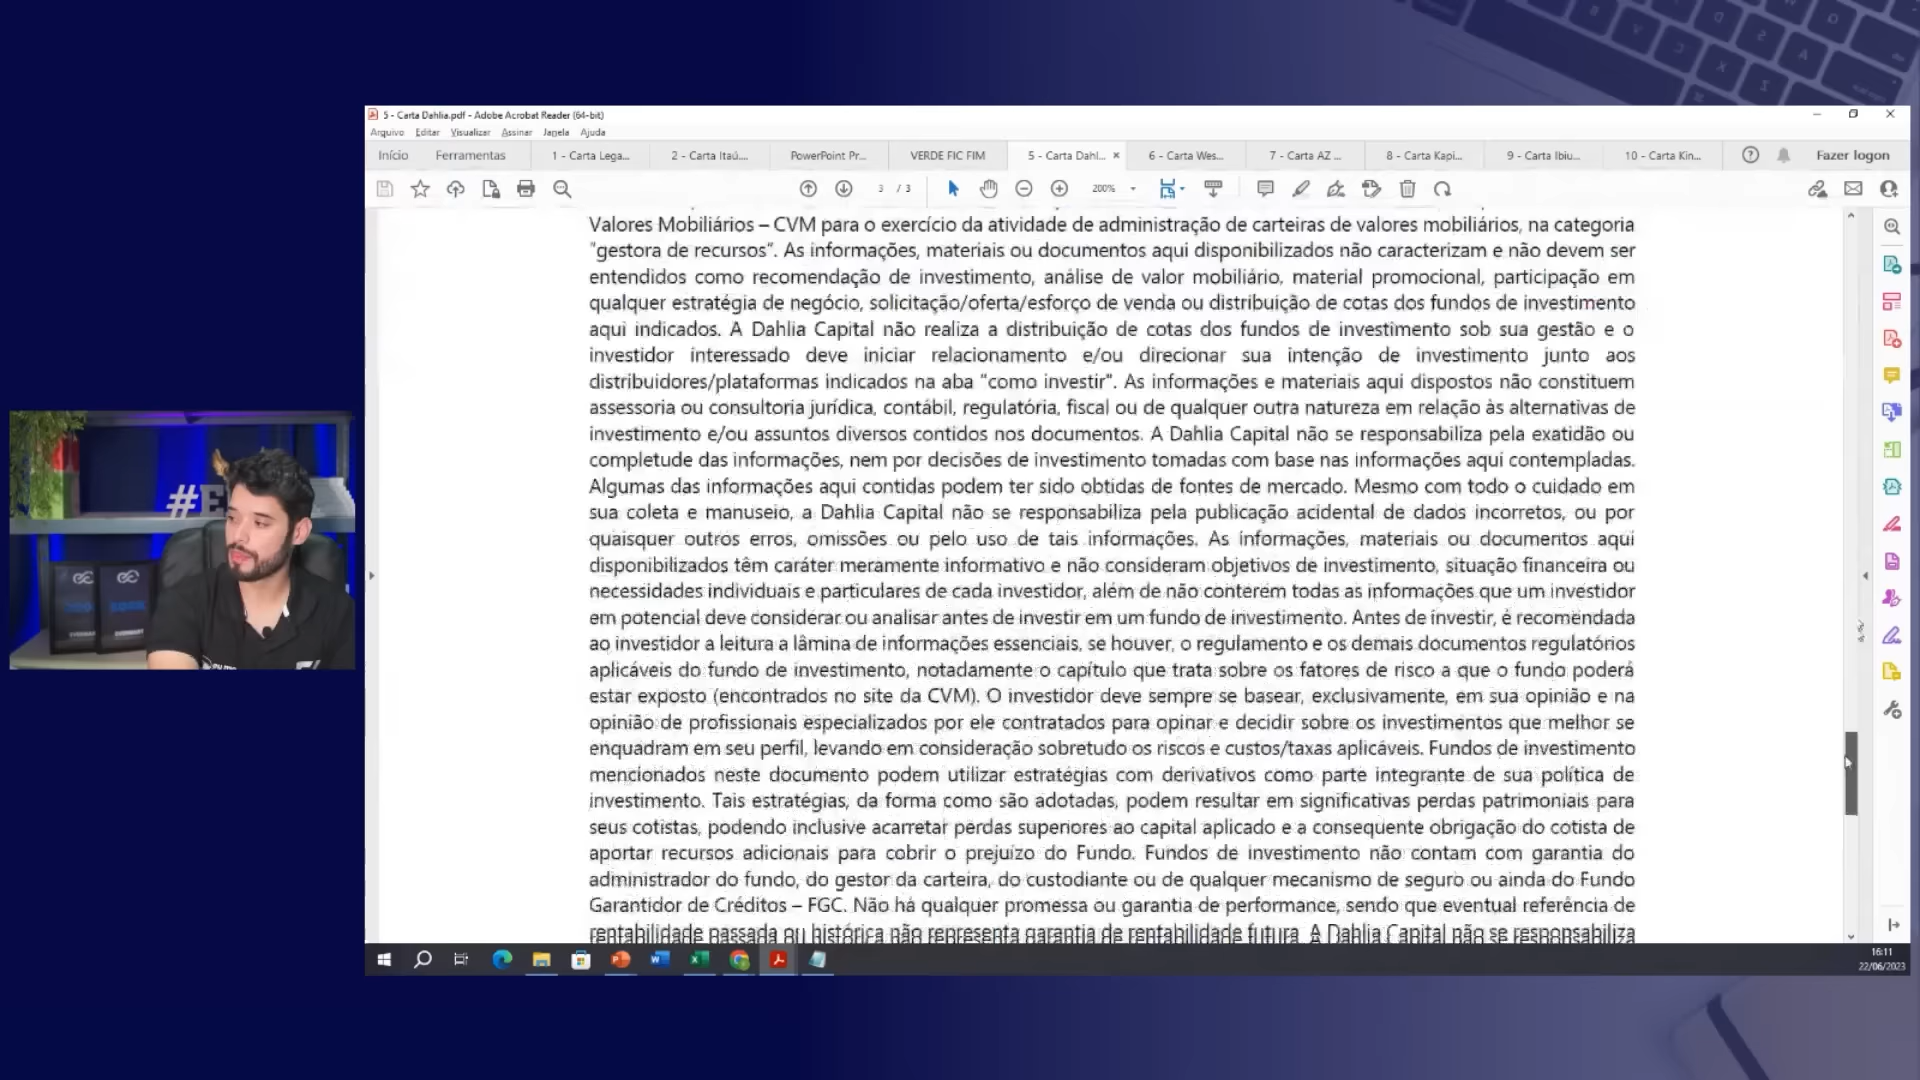 5 - Carta Dahlia.pdf - Adobe Acrobat Reader (64-bit)
Arquivo Editar Visualizar Assinar Janela Ajuda
Início Ferramentas 1 - Carta Lega... 2 - Carta Itaú.... PowerPoint Pr... VERDE FIC FIM 5 - Carta Dahl... × 6 - Carta Wes... 7 - Carta AZ ... 8 - Carta Kapi... 9 - Carta Ibiu... 10 - Carta Kin... Fazer logon
3 / 3 200%
Valores Mobiliários – CVM para o exercício da atividade de administração de carteiras de valores mobiliários, na categoria
"gestora de recursos". As informações, materiais ou documentos aqui disponibilizados não caracterizam e não devem ser
entendidos como recomendação de investimento, análise de valor mobiliário, material promocional, participação em
qualquer estratégia de negócio, solicitação/oferta/esforço de venda ou distribuição de cotas dos fundos de investimento
aqui indicados. A Dahlia Capital não realiza a distribuição de cotas dos fundos de investimento sob sua gestão e o
investidor interessado deve iniciar relacionamento e/ou direcionar sua intenção de investimento junto aos
distribuidores/plataformas indicados na aba "como investir". As informações e materiais aqui dispostos não constituem
assessoria ou consultoria jurídica, contábil, regulatória, fiscal ou de qualquer outra natureza em relação às alternativas de
investimento e/ou assuntos diversos contidos nos documentos. A Dahlia Capital não se responsabiliza pela exatidão ou
completude das informações, nem por decisões de investimento tomadas com base nas informações aqui contempladas.
Algumas das informações aqui contidas podem ter sido obtidas de fontes de mercado. Mesmo com todo o cuidado em
sua coleta e manuseio, a Dahlia Capital não se responsabiliza pela publicação acidental de dados incorretos, ou por
quaisquer outros erros, omissões ou pelo uso de tais informações. As informações, materiais ou documentos aqui
disponibilizados têm caráter meramente informativo e não consideram objetivos de investimento, situação financeira ou
necessidades individuais e particulares de cada investidor, além de não conterem todas as informações que um investidor
em potencial deve considerar ou analisar antes de investir em um fundo de investimento. Antes de investir, é recomendada
ao investidor a leitura a lâmina de informações essenciais, se houver, o regulamento e os demais documentos regulatórios
aplicáveis do fundo de investimento, notadamente o capítulo que trata sobre os fatores de risco a que o fundo poderá
estar exposto (encontrados no site da CVM). O investidor deve sempre se basear, exclusivamente, em sua opinião e na
opinião de profissionais especializados por ele contratados para opinar e decidir sobre os investimentos que melhor se
enquadram em seu perfil, levando em consideração sobretudo os riscos e custos/taxas aplicáveis. Fundos de investimento
mencionados neste documento podem utilizar estratégias com derivativos como parte integrante de sua política de
investimento. Tais estratégias, da forma como são adotadas, podem resultar em significativas perdas patrimoniais para
seus cotistas, podendo inclusive acarretar perdas superiores ao capital aplicado e a consequente obrigação do cotista de
aportar recursos adicionais para cobrir o prejuízo do Fundo. Fundos de investimento não contam com garantia do
administrador do fundo, do gestor da carteira, do custodiante ou de qualquer mecanismo de seguro ou ainda do Fundo
Garantidor de Créditos – FGC. Não há qualquer promessa ou garantia de performance, sendo que eventual referência de
rentabilidade passada ou histórica não representa garantia de rentabilidade futura. A Dahlia Capital não se responsabiliza
16:11
22/06/2023